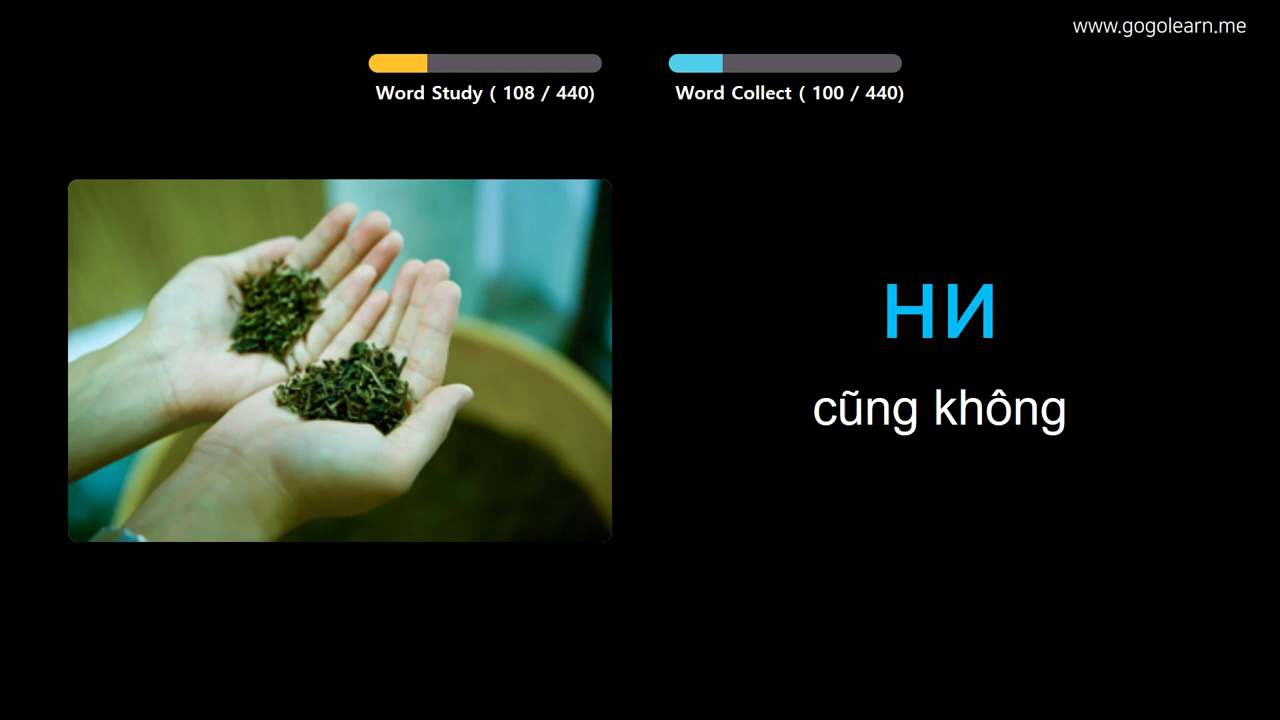 www.gogolearn.me
Word Study ( 108 / 440)
Word Collect ( 100 / 440)
ни
cũng không